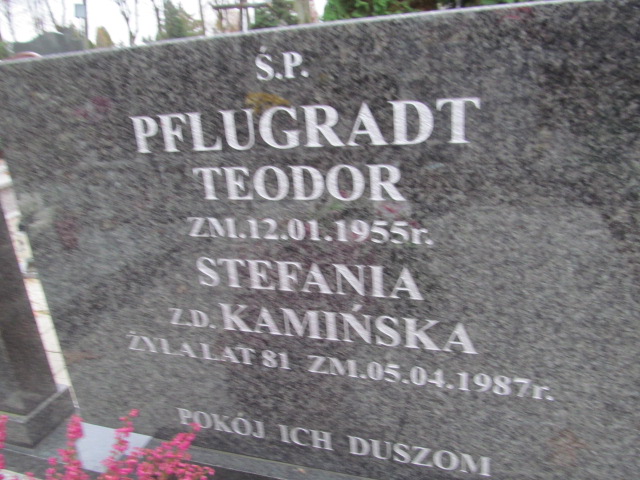 Ś.P.
PFLUGRADT
TEODOR
ZM.12.01.1955r.
STEFANIA
Z.D. KAMIŃSKA
ŻYŁA LAT 81 ZM.05.04.1987r.
POKÓJ ICH DUSZOM